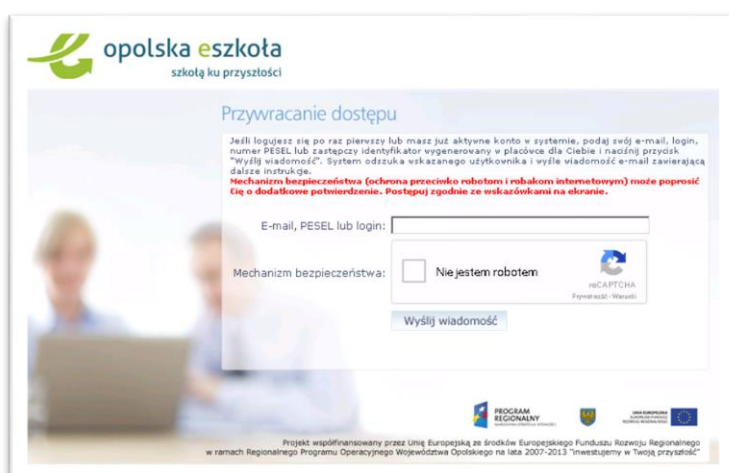 opolska eszkoła
szkołą ku przyszłości
Przywracanie dostępu
Jeśli logujesz się po raz pierwszy lub masz już aktywne konto w systemie, podaj swój e-mail, login,
numer PESEL lub zastępczy identyfikator wygenerowany w placówce dla Ciebie i naciśnij przycisk
"Wyślij wiadomość". System odszuka wskazanego użytkownika i wyśle wiadomość e-mail zawierającą
dalsze instrukcje.
Mechanizm bezpieczeństwa (ochrona przeciwko robotom i robakom internetowym) może poprosić
Cię o dodatkowe potwierdzenie. Postępuj zgodnie ze wskazówkami na ekranie.
E-mail, PESEL lub login:
Mechanizm bezpieczeństwa:
Nie jestem robotem
reCAPTCHA
Prywatność - Warunki
Wyślij wiadomość
PROGRAM
REGIONALNY
UNIA EUROPEJSKA
Projekt współfinansowany przez Unię Europejską ze środków Europejskiego Funduszu Rozwoju Regionalnego
w ramach Regionalnego Programu Operacyjnego Województwa Opolskiego na lata 2007-2013 "inwestujemy w Twoją przyszłość"